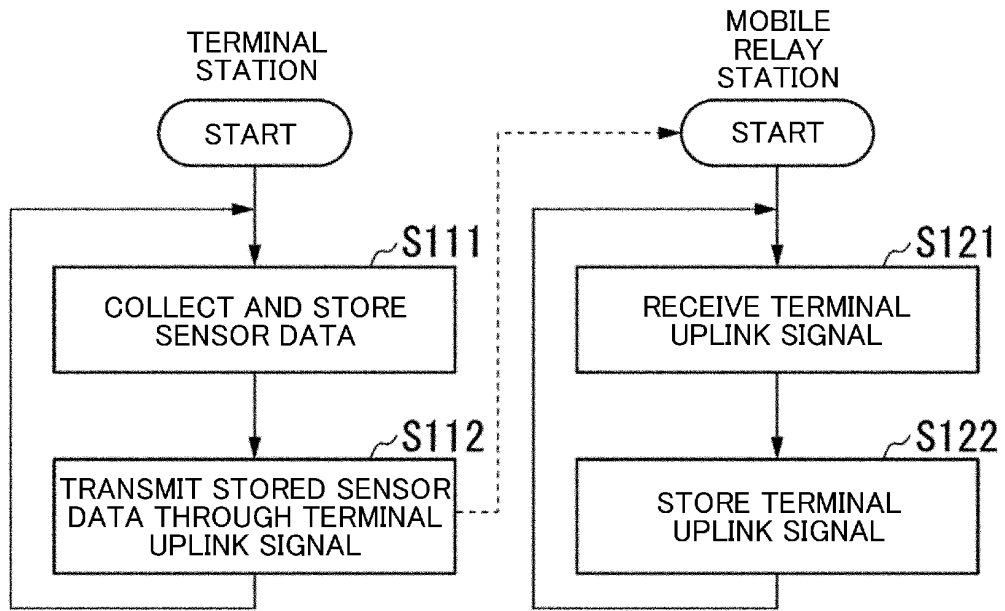 TERMINAL
STATION
START
S111
COLLECT AND STORE
SENSOR DATA
S112
TRANSMIT STORED SENSOR
DATA THROUGH TERMINAL
UPLINK SIGNAL
MOBILE
RELAY
STATION
START
S121
RECEIVE TERMINAL
UPLINK SIGNAL
S122
STORE TERMINAL
UPLINK SIGNAL